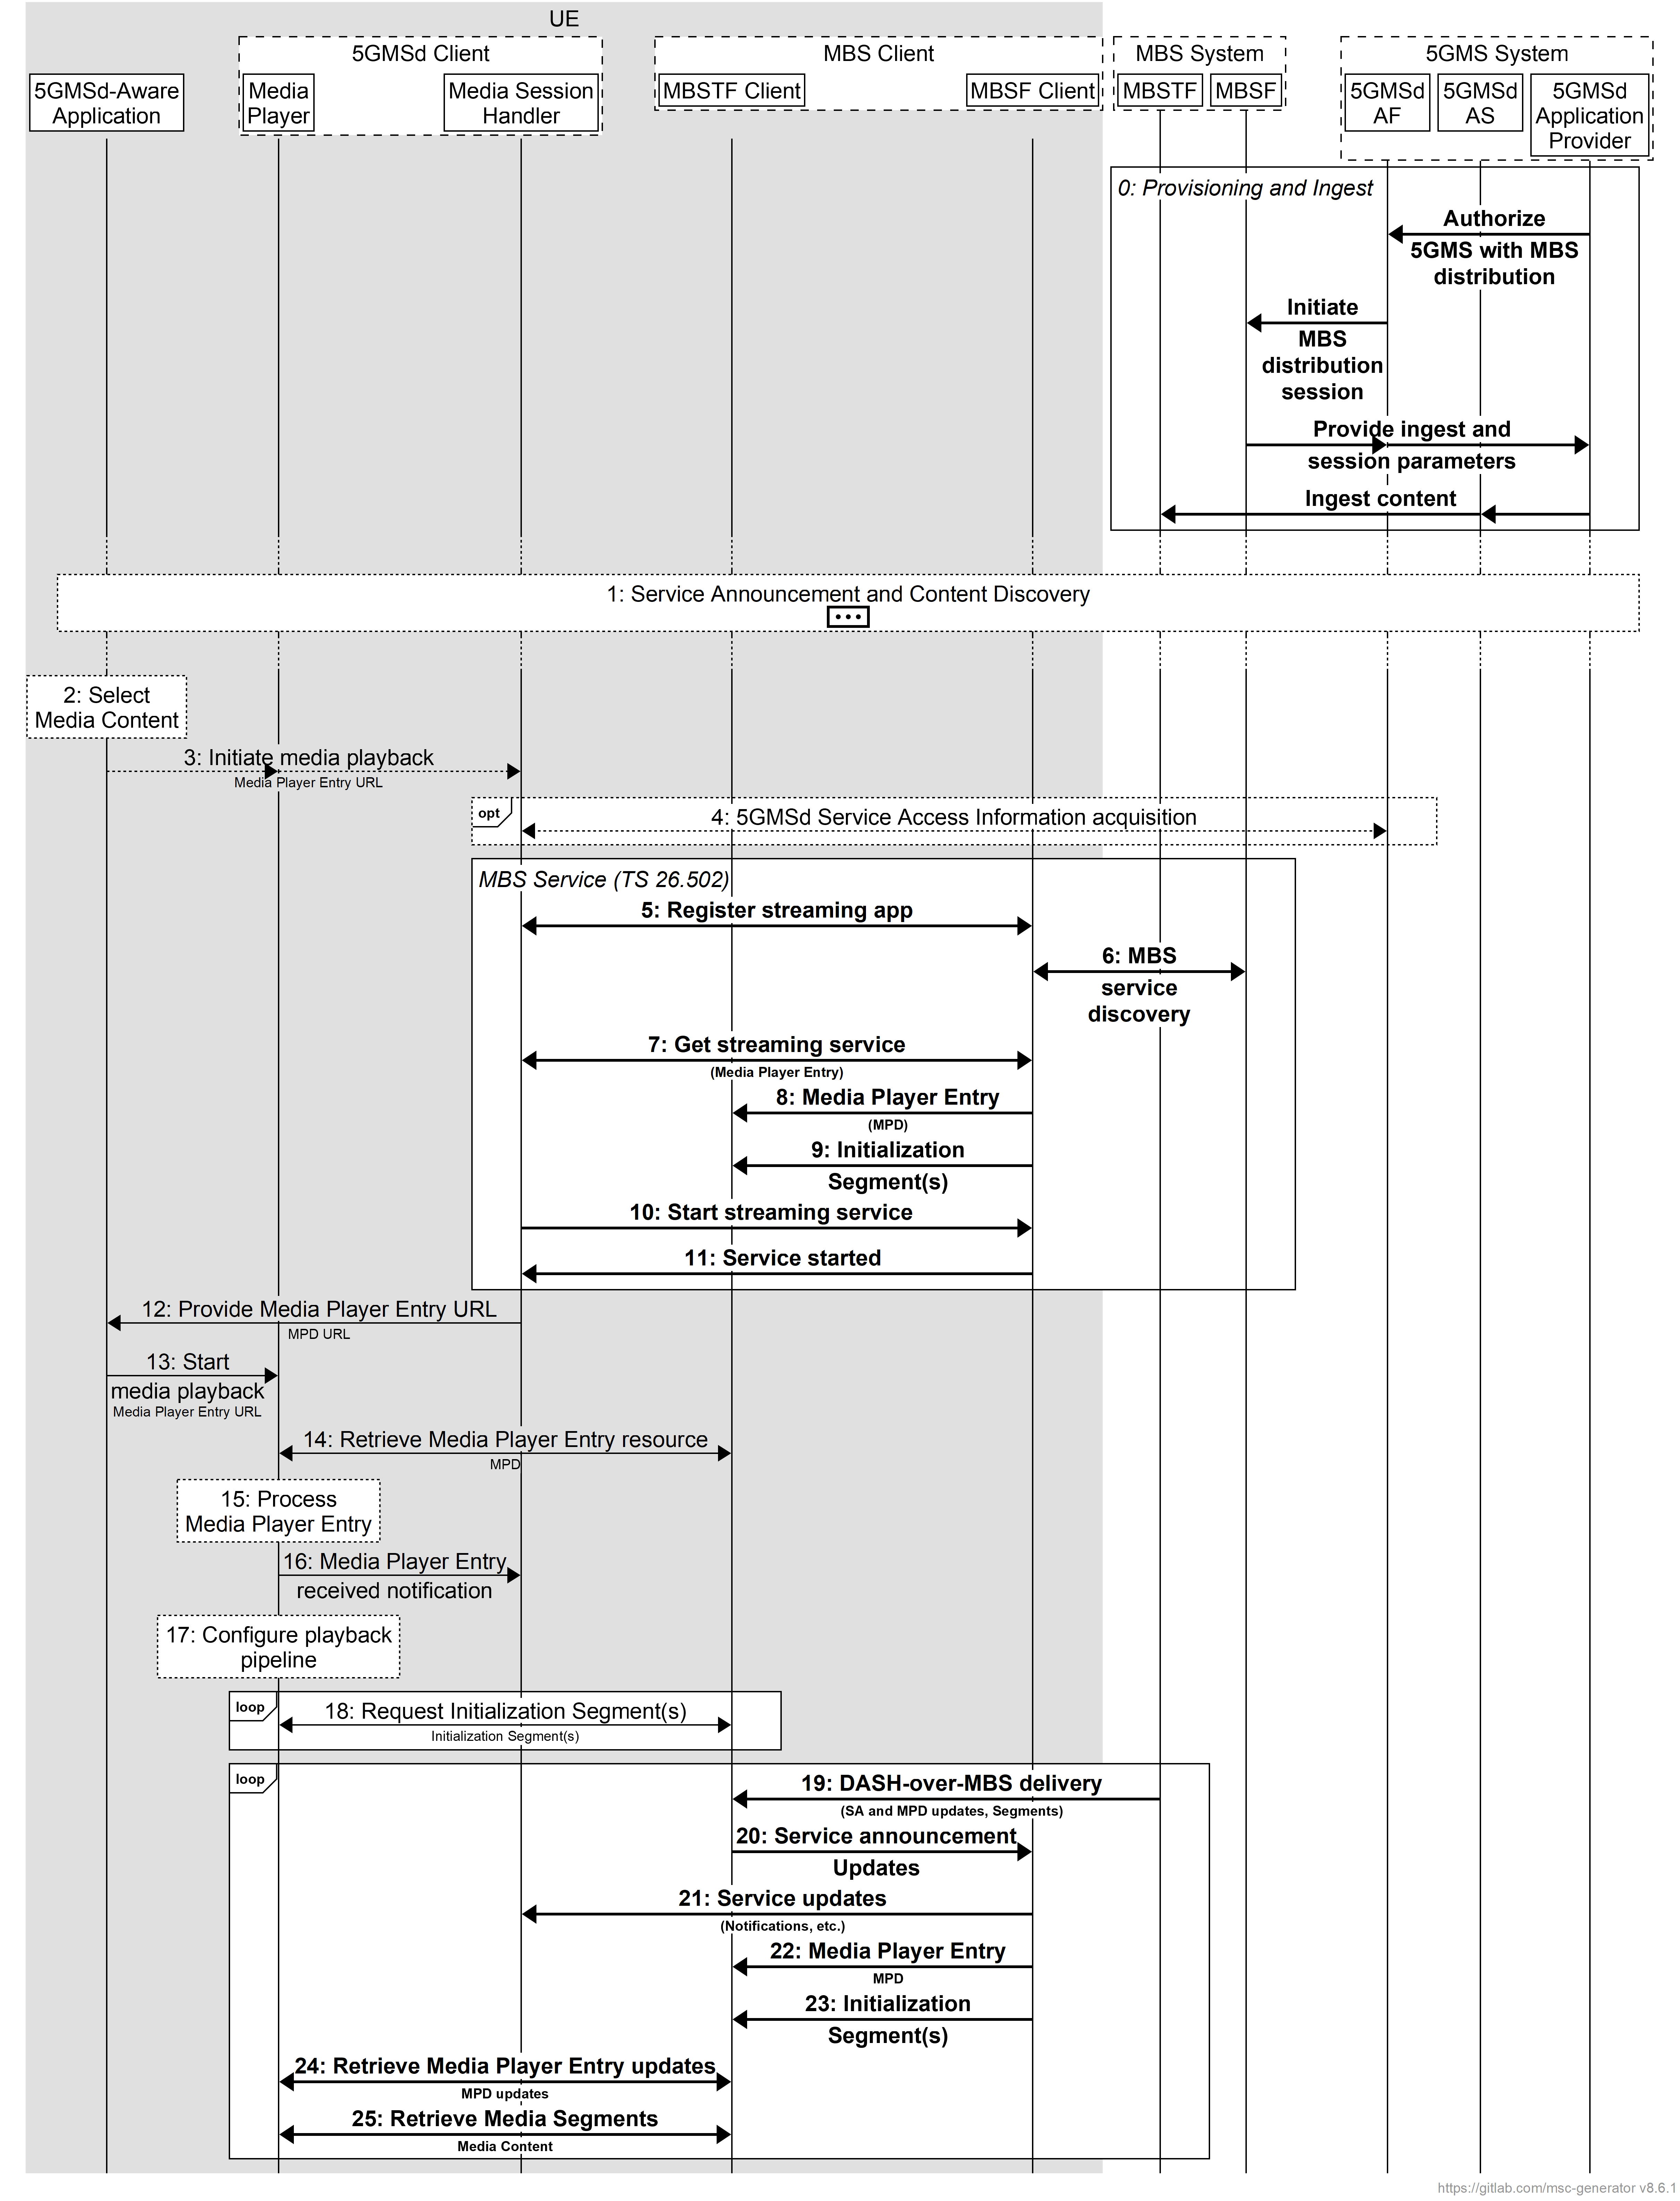 UE
5GMSd Client
MBS Client
MBS System
5GMS System
5GMSd-Aware
Application
Media
Player
Media Session
Handler
MBSTF Client
MBSF Client
MBSTF
MBSF
5GMSd
AF
5GMSd
AS
5GMSd
Application
Provider
0: Provisioning and Ingest
Authorize
5GMS with MBS
distribution
Initiate
MBS
distribution
session
Provide ingest and
session parameters
Ingest content
1: Service Announcement and Content Discovery
2: Select
Media Content
3: Initiate media playback
Media Player Entry URL
opt
4: 5GMSd Service Access Information acquisition
MBS Service (TS 26.502)
5: Register streaming app
6: MBS
service
discovery
7: Get streaming service
(Media Player Entry)
8: Media Player Entry
(MPD)
9: Initialization
Segment(s)
10: Start streaming service
11: Service started
12: Provide Media Player Entry URL
MPD URL
13: Start
media playback
Media Player Entry URL
14: Retrieve Media Player Entry resource
MPD
15: Process
Media Player Entry
16: Media Player Entry
received notification
17: Configure playback
pipeline
loop
18: Request Initialization Segment(s)
Initialization Segment(s)
loop
19: DASH-over-MBS delivery
(SA and MPD updates, Segments)
20: Service announcement
Updates
21: Service updates
(Notifications, etc.)
22: Media Player Entry
MPD
23: Initialization
Segment(s)
24: Retrieve Media Player Entry updates
MPD updates
25: Retrieve Media Segments
Media Content
https://gitlab.com/msc-generator v8.6.1